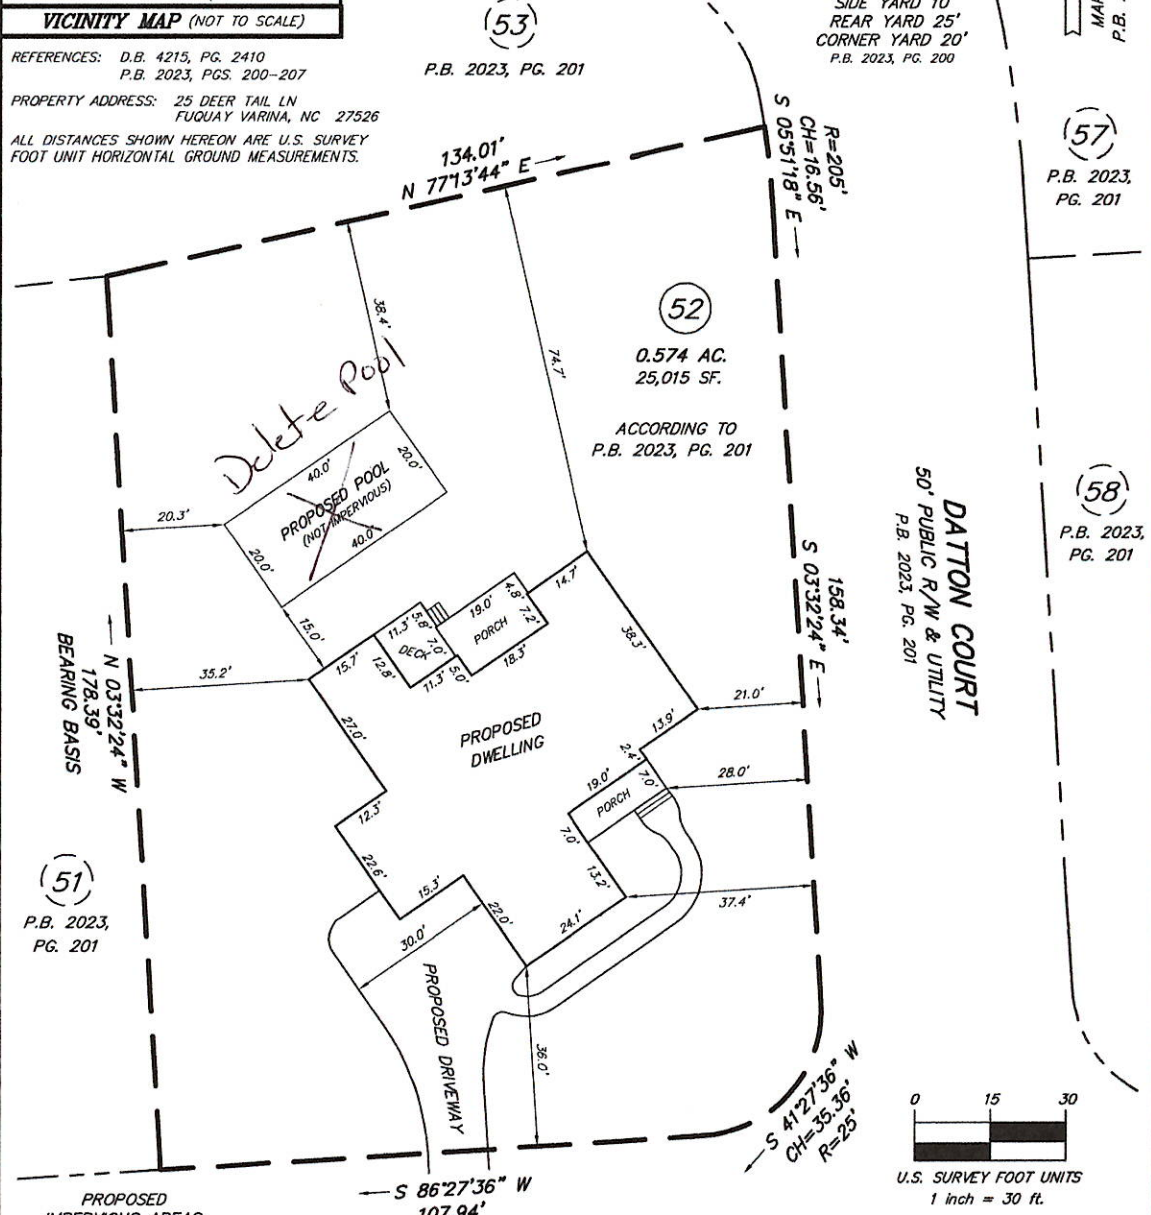 VICINITY MAP (NOT TO SCALE)
REFERENCES: D.B. 4215, PG. 2410
P.B. 2023, PGS. 200-207
PROPERTY ADDRESS: 25 DEER TAIL LN
FUQUAY VARINA, NC 27526
ALL DISTANCES SHOWN HEREON ARE U.S. SURVEY
FOOT UNIT HORIZONTAL GROUND MEASUREMENTS.
53
P.B. 2023, PG. 201
SIDE YARD 10'
REAR YARD 25'
CORNER YARD 20'
P.B. 2023, PG. 200
P.B.
57
P.B. 2023,
PG. 201
134.01'
N 77°13'44" E
R=205'
CH=16.56'
S 05°51'18" E
52
0.574 AC.
25,015 SF.
ACCORDING TO
P.B. 2023, PG. 201
38.4'
74.7'
Delete Pool
40.0'
20.0'
PROPOSED POOL
(NOT IMPERVIOUS)
40.0'
20.0'
20.3'
15.0'
58
P.B. 2023,
PG. 201
DATTON COURT
50' PUBLIC R/W & UTILITY
P.B. 2023, PG. 201
158.34'
S 03°32'24" E
N 03°32'24" W
178.39'
BEARING BASIS
35.2'
15.7'
11.3'
5.8'
7.0'
DECK
12.8'
11.3'
5.0'
19.0'
4.8'
7.2'
PORCH
18.3'
14.7'
38.3'
27.0'
PROPOSED
DWELLING
21.0'
13.9'
2.4'
28.0'
19.0'
7.0'
PORCH
7.0'
12.3'
22.6'
13.2'
15.3'
22.0'
24.1'
37.4'
30.0'
36.0'
PROPOSED DRIVEWAY
51
P.B. 2023,
PG. 201
S 41°27'36" W
CH=35.36'
R=25'
S 86°27'36" W
107.94'
0 15 30
U.S. SURVEY FOOT UNITS
1 inch = 30 ft.
PROPOSED
IMPERVIOUS AREAS